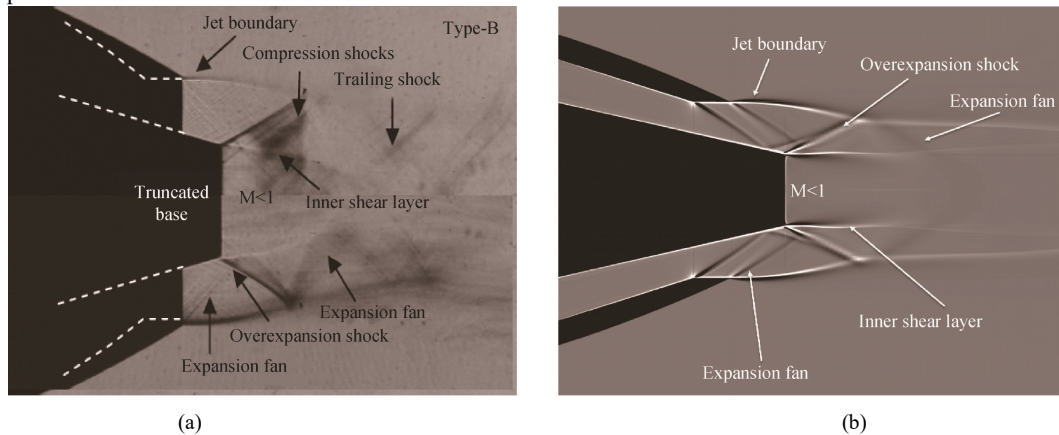 Jet boundary
Type-B
Compression shocks
Trailing shock
Truncated
base
M<1
Inner shear layer
Expansion fan
Overexpansion shock
Expansion fan
(a)
Jet boundary
Overexpansion shock
Expansion fan
M<1
Inner shear layer
Expansion fan
(b)